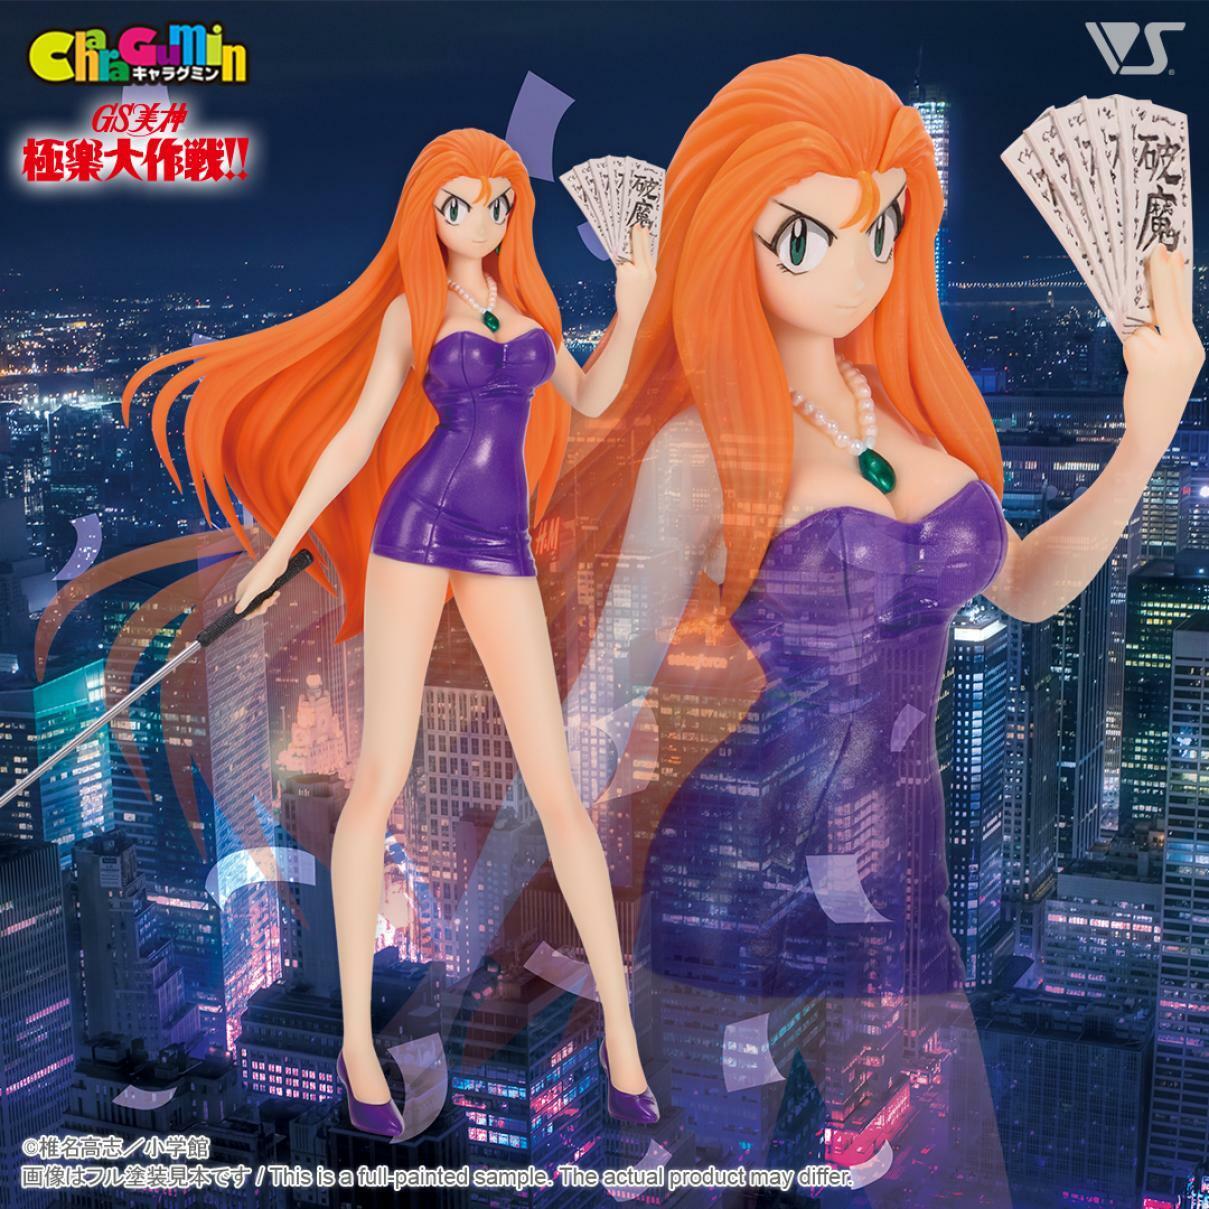 CharaGumin
キャラグミン
GS美神
極楽大作戦!!
VS
破魔
破魔
H&M
salesforce
©椎名高志／小学館
画像はフル塗装見本です / This is a full-painted sample. The actual product may differ.